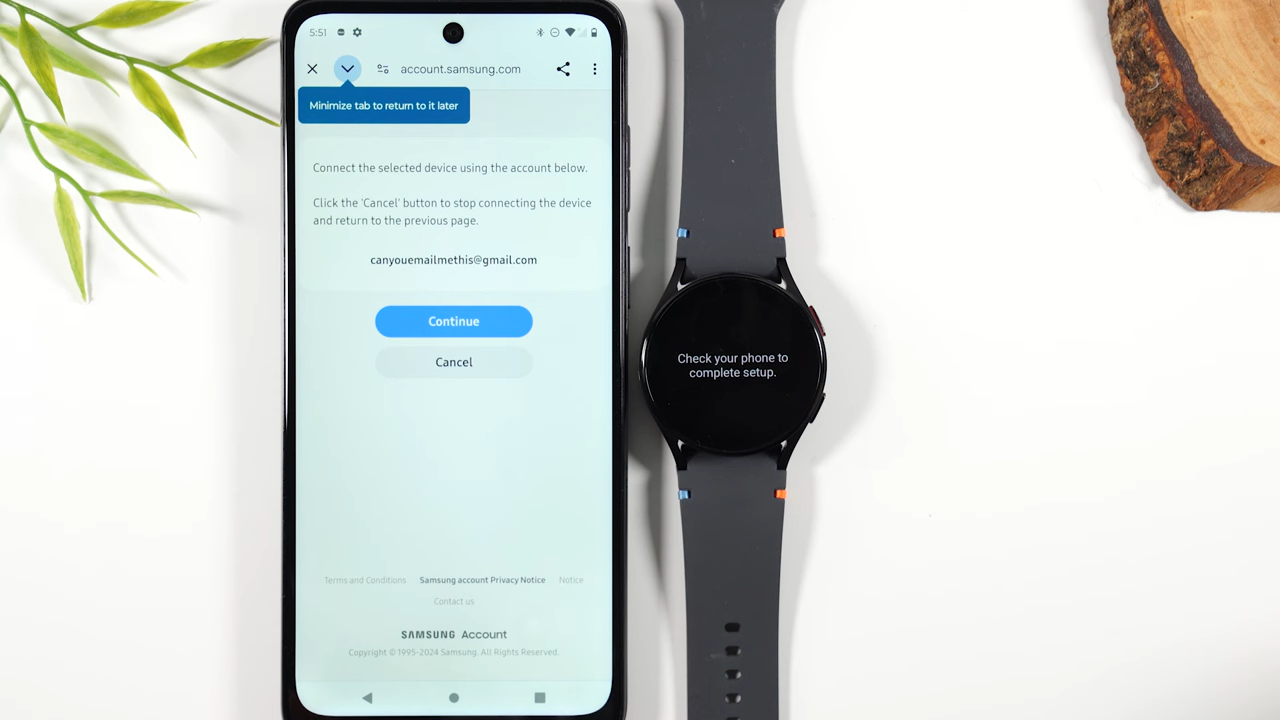 5:51
account.samsung.com
Minimize tab to return to it later
Connect the selected device using the account below.
Click the 'Cancel' button to stop connecting the device
and return to the previous page.
canyouemailmethis@gmail.com
Continue
Cancel
Terms and Conditions Samsung account Privacy Notice Notice
Contact us
SAMSUNG Account
Copyright © 1995-2024 Samsung. All Rights Reserved.
Check your phone to
complete setup.